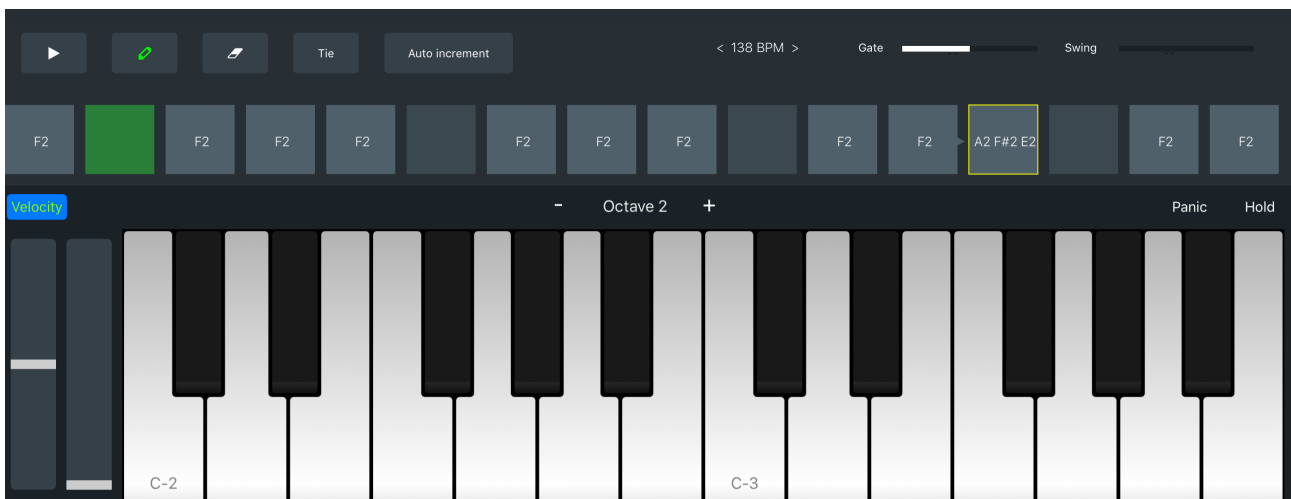 Tie Auto increment < 138 BPM > Gate Swing
F2 F2 F2 F2 F2 F2 F2 F2 F2 A2 F#2 E2 F2 F2
Velocity - Octave 2 + Panic Hold
C-2 C-3